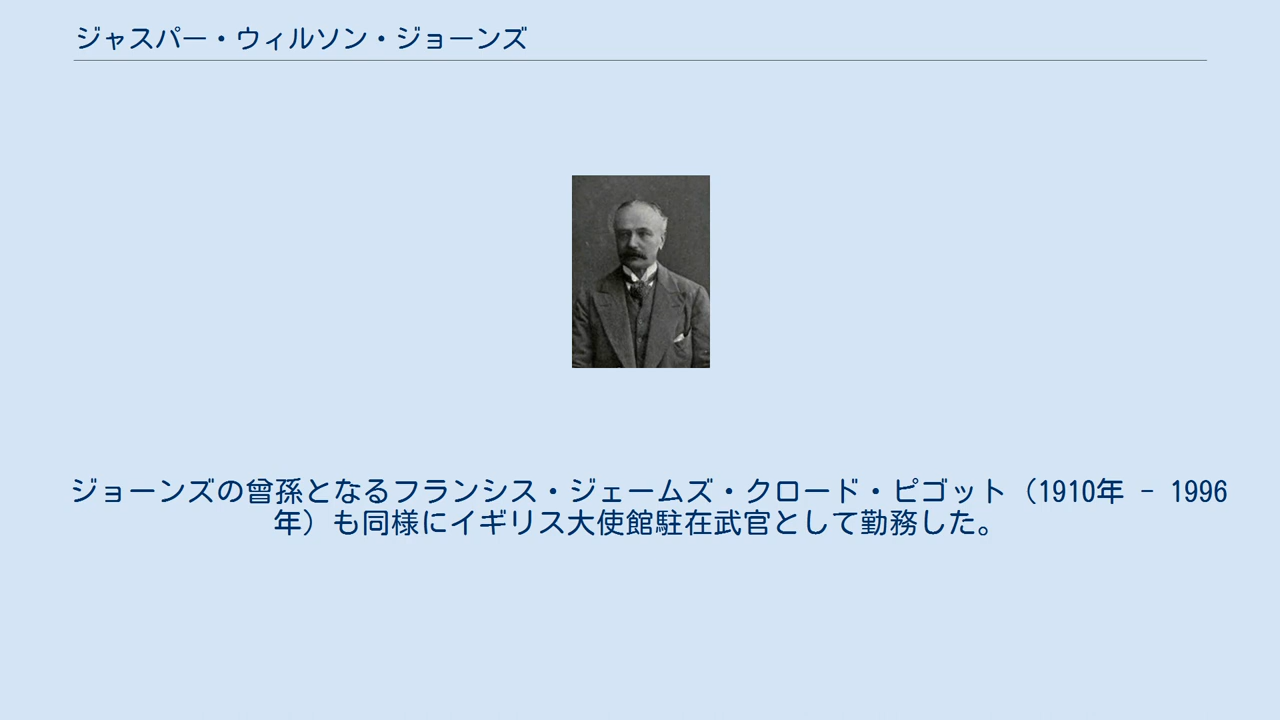 ジャスパー・ウィルソン・ジョーンズ
ジョーンズの曾孫となるフランシス・ジェームズ・クロード・ピゴット（1910年 - 1996
年）も同様にイギリス大使館駐在武官として勤務した。